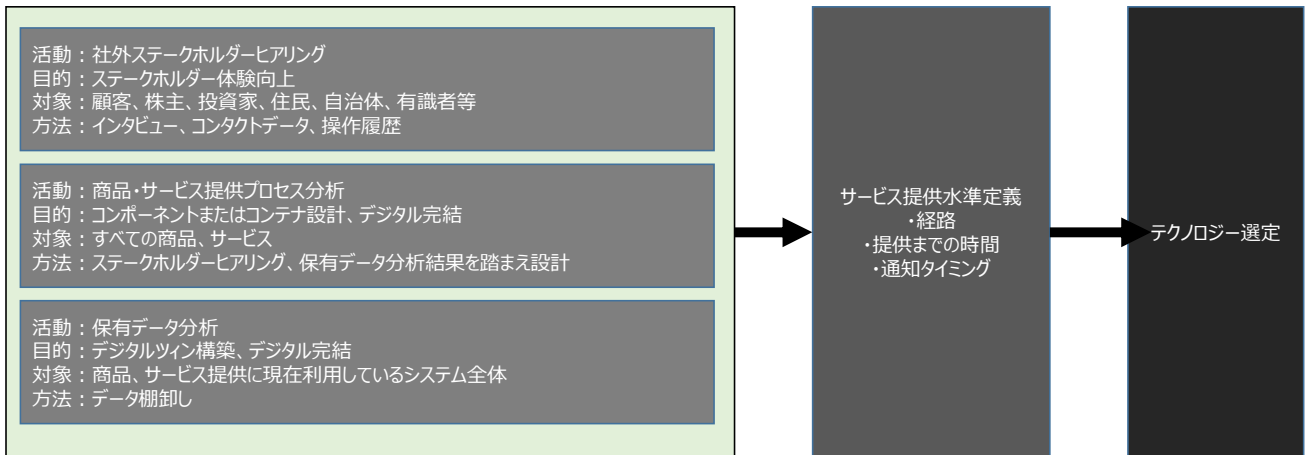 活動：社外ステークホルダーヒアリング
目的：ステークホルダー体験向上
対象：顧客、株主、投資家、住民、自治体、有識者等
方法：インタビュー、コンタクトデータ、操作履歴
活動：商品・サービス提供プロセス分析
目的：コンポーネントまたはコンテナ設計、デジタル完結
対象：すべての商品、サービス
方法：ステークホルダーヒアリング、保有データ分析結果を踏まえ設計
活動：保有データ分析
目的：デジタルツィン構築、デジタル完結
対象：商品、サービス提供に現在利用しているシステム全体
方法：データ棚卸し
サービス提供水準定義
・経路
・提供までの時間
・通知タイミング
テクノロジー選定